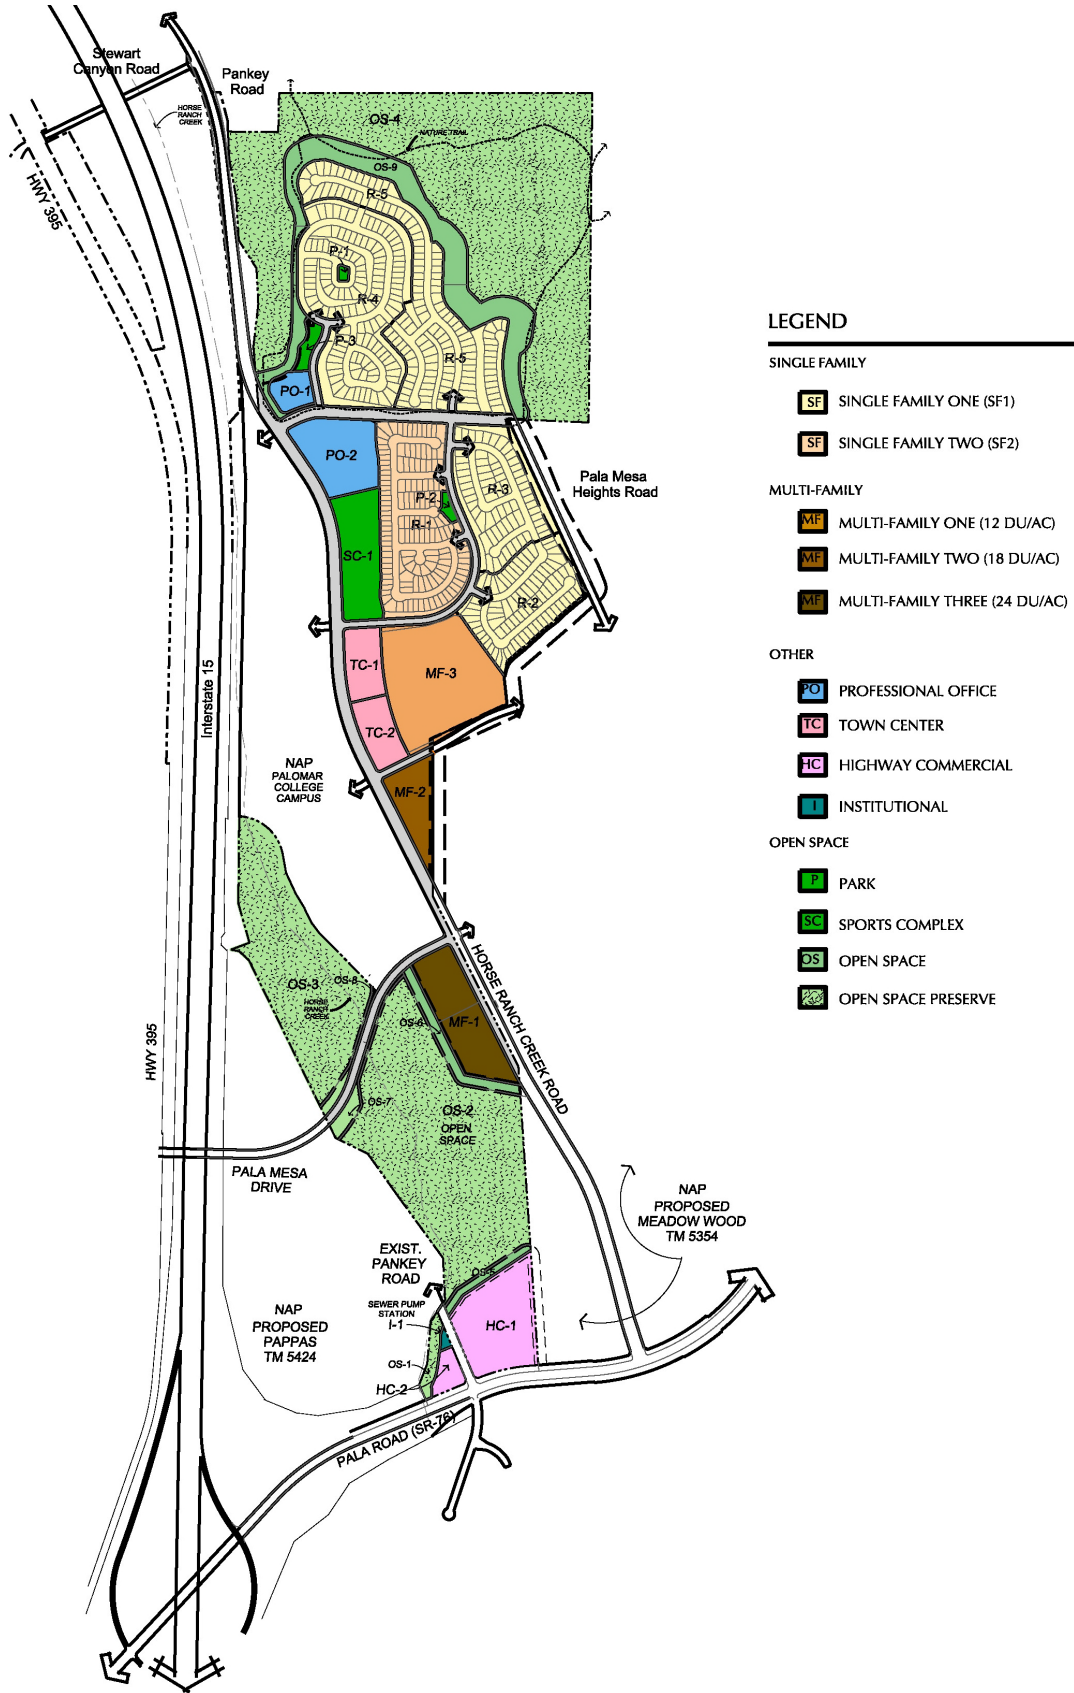 Stewart
Canyon Road
Pankey
Road
HORSE
RANCH
CREEK
HWY 395
OS-4
NATURE TRAIL
OS-9
R-5
P-1
R-4
P-3
R-5
PO-1
PO-2
R-3
P-2
R-1
SC-1
R-2
Pala Mesa
Heights Road
TC-1
MF-3
TC-2
MF-2
Interstate 15
NAP
PALOMAR
COLLEGE
CAMPUS
OS-3
OS-8
HORSE
RANCH
CREEK
OS-6
MF-1
HORSE RANCH CREEK ROAD
HWY 395
OS-7
OS-2
OPEN
SPACE
PALA MESA
DRIVE
NAP
PROPOSED
MEADOW WOOD
TM 5354
EXIST.
PANKEY
ROAD
OS-5
SEWER PUMP
STATION
I-1
HC-1
NAP
PROPOSED
PAPPAS
TM 5424
OS-1
HC-2
PALA ROAD (SR-76)
LEGEND
SINGLE FAMILY
SF SINGLE FAMILY ONE (SF1)
SF SINGLE FAMILY TWO (SF2)
MULTI-FAMILY
MF MULTI-FAMILY ONE (12 DU/AC)
MF MULTI-FAMILY TWO (18 DU/AC)
MF MULTI-FAMILY THREE (24 DU/AC)
OTHER
PO PROFESSIONAL OFFICE
TC TOWN CENTER
HC HIGHWAY COMMERCIAL
I INSTITUTIONAL
OPEN SPACE
P PARK
SC SPORTS COMPLEX
OS OPEN SPACE
OPEN SPACE PRESERVE